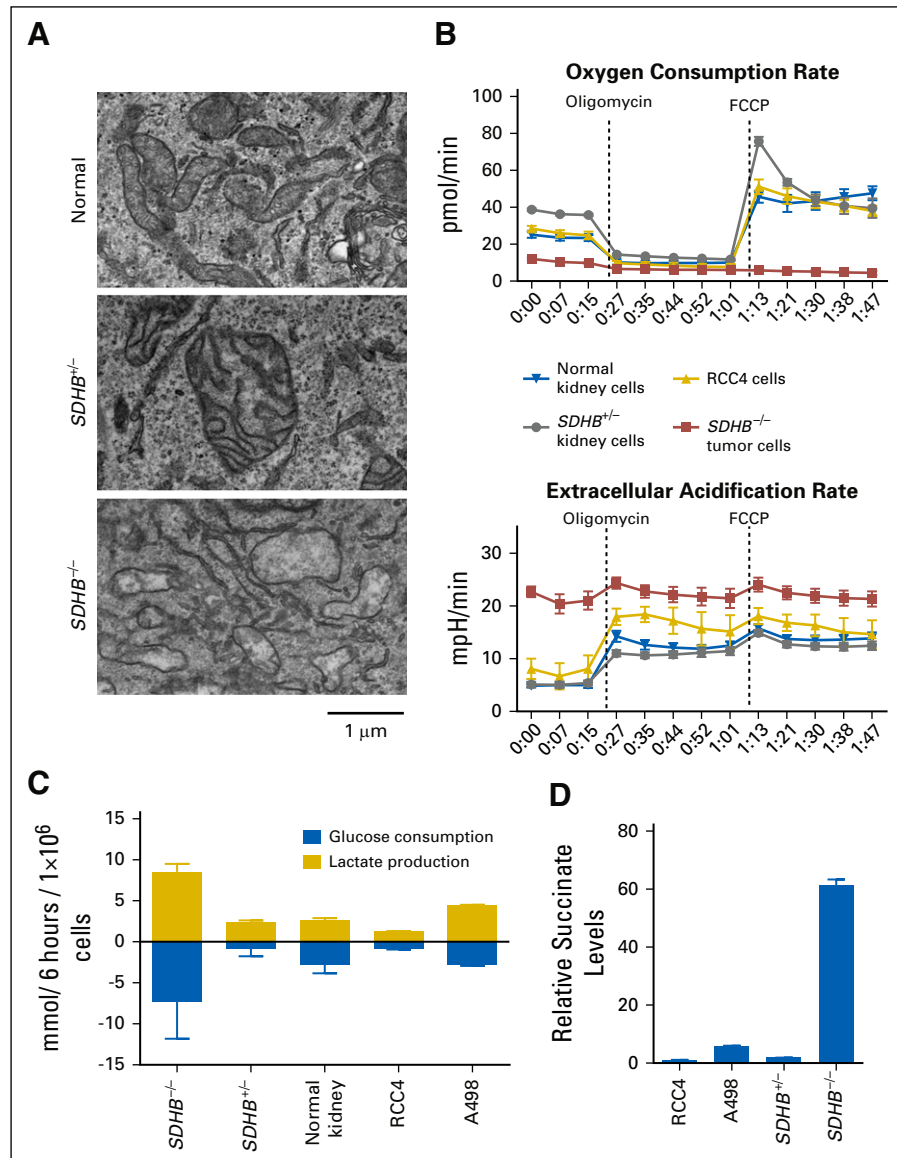 A
Normal
SDHB+/−
SDHB−/−
1 μm
B
Oxygen Consumption Rate
Oligomycin
FCCP
pmol/min
100
80
60
40
20
0
0:00 0:07 0:15 0:27 0:35 0:44 0:52 1:01 1:13 1:21 1:30 1:38 1:47
Normal
kidney cells
RCC4 cells
SDHB+/−
kidney cells
SDHB−/−
tumor cells
Extracellular Acidification Rate
Oligomycin
FCCP
mpH/min
30
20
10
0
0:00 0:07 0:15 0:27 0:35 0:44 0:52 1:01 1:13 1:21 1:30 1:38 1:47
C
mmol/ 6 hours / 1×10⁶
cells
15
10
5
0
-5
-10
-15
Glucose consumption
Lactate production
SDHB−/−
SDHB+/−
Normal
kidney
RCC4
A498
D
Relative Succinate
Levels
80
60
40
20
0
RCC4
A498
SDHB+/−
SDHB−/−